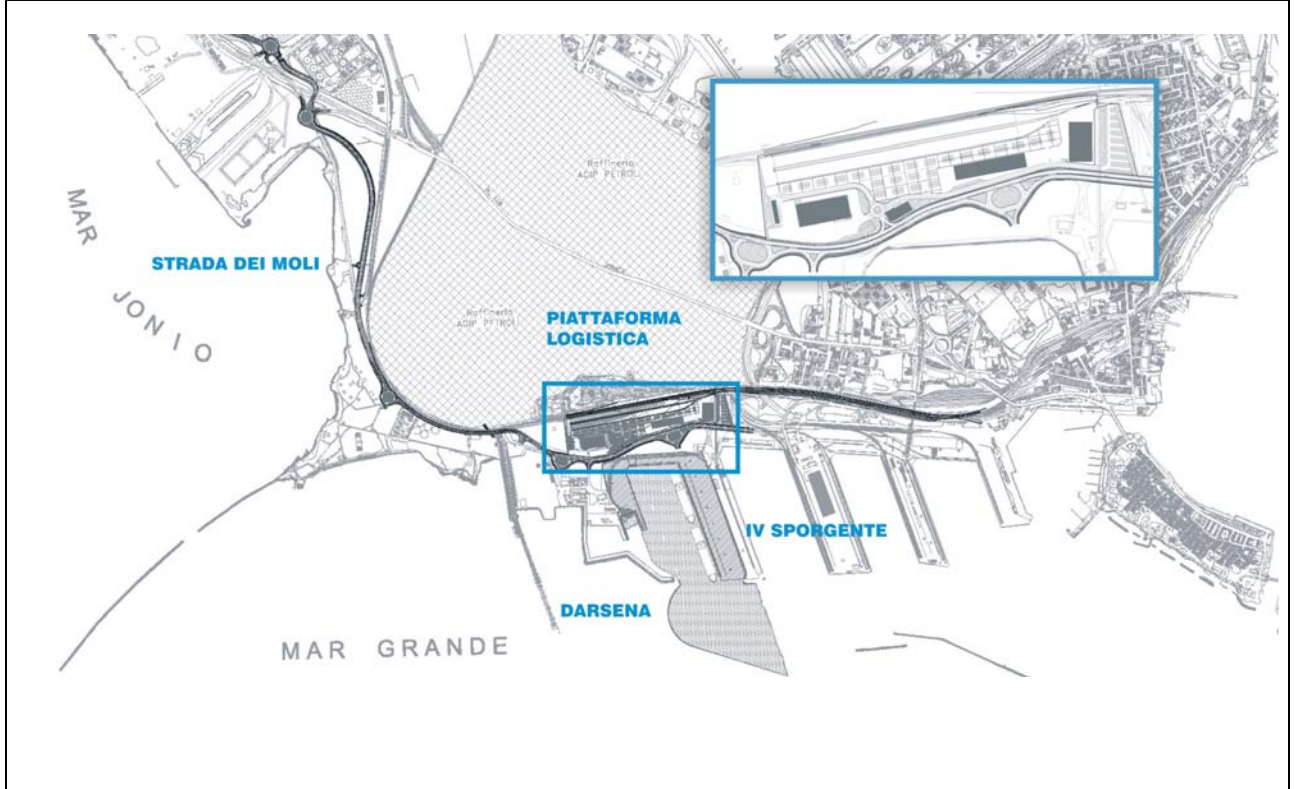 Raffineria
AGIP PETROLI
MAR
JONIO
STRADA DEI MOLI
Raffineria
AGIP PETROLI
PIATTAFORMA
LOGISTICA
IV SPORGENTE
DARSENA
MAR GRANDE